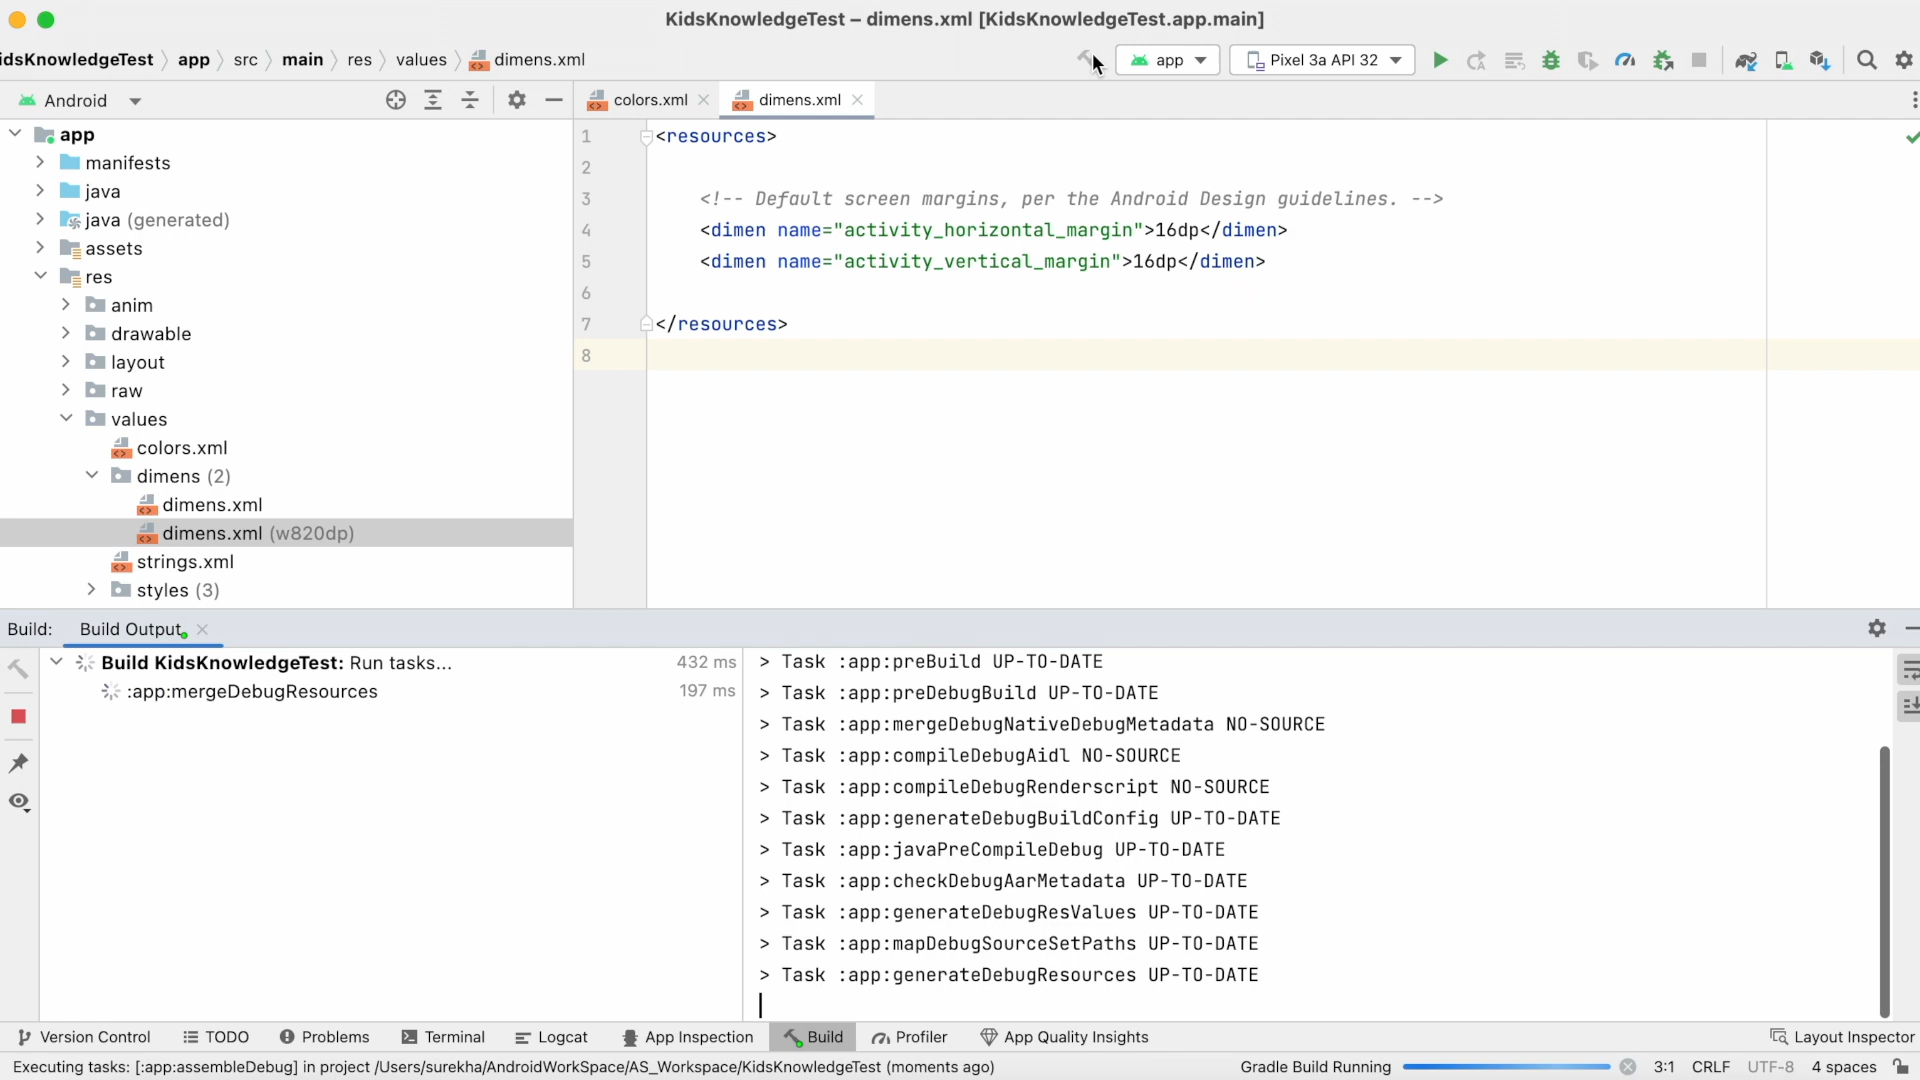 KidsKnowledgeTest – dimens.xml [KidsKnowledgeTest.app.main]
idsKnowledgeTest app src main res values dimens.xml
app Pixel 3a API 32
Android
colors.xml dimens.xml
app
manifests
java
java (generated)
assets
res
anim
drawable
layout
raw
values
colors.xml
dimens (2)
dimens.xml
dimens.xml (w820dp)
strings.xml
styles (3)
1 <resources>
2
3 <!-- Default screen margins, per the Android Design guidelines. -->
4 <dimen name="activity_horizontal_margin">16dp</dimen>
5 <dimen name="activity_vertical_margin">16dp</dimen>
6
7 </resources>
8
Build: Build Output
Build KidsKnowledgeTest: Run tasks... 432 ms
:app:mergeDebugResources 197 ms
> Task :app:preBuild UP-TO-DATE
> Task :app:preDebugBuild UP-TO-DATE
> Task :app:mergeDebugNativeDebugMetadata NO-SOURCE
> Task :app:compileDebugAidl NO-SOURCE
> Task :app:compileDebugRenderscript NO-SOURCE
> Task :app:generateDebugBuildConfig UP-TO-DATE
> Task :app:javaPreCompileDebug UP-TO-DATE
> Task :app:checkDebugAarMetadata UP-TO-DATE
> Task :app:generateDebugResValues UP-TO-DATE
> Task :app:mapDebugSourceSetPaths UP-TO-DATE
> Task :app:generateDebugResources UP-TO-DATE
Version Control TODO Problems Terminal Logcat App Inspection Build Profiler App Quality Insights Layout Inspector
Executing tasks: [:app:assembleDebug] in project /Users/surekha/AndroidWorkSpace/AS_Workspace/KidsKnowledgeTest (moments ago) Gradle Build Running 3:1 CRLF UTF-8 4 spaces